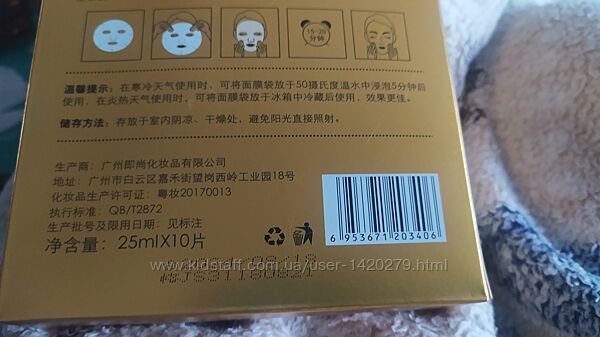 15-20
分钟
温馨提示：在寒冷天气使用时，可将面膜袋放于50摄氏度温水中浸泡5分钟后
使用，在炎热天气使用时，可将面膜袋放于冰箱中冷藏后使用，效果更佳。
储存方法：存放于室内阴凉、干燥处，避免阳光直接照射。
生产商：广州即尚化妆品有限公司
地址：广州市白云区嘉禾街望岗西岭工业园18号
化妆品生产许可证：粤妆20170013
执行标准：QB/T2872
生产批号及限用日期：见标注
净含量：25mlX10片
6 953671 203406
www.kidstaff.com.ua/user-1420279.html